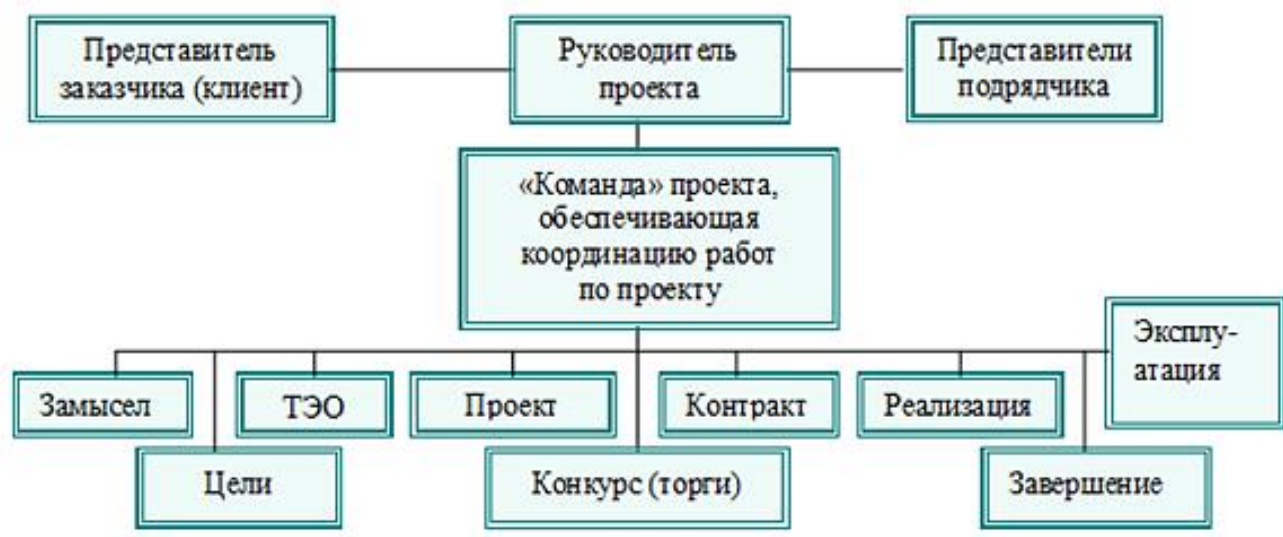 Представитель
заказчика (клиент)
Руководитель
проекта
Представители
подрядчика
«Команда» проекта,
обеспечивающая
координацию работ
по проекту
Эксплу-
атация
Замысел
ТЭО
Проект
Контракт
Реализация
Цели
Конкурс (торги)
Завершение